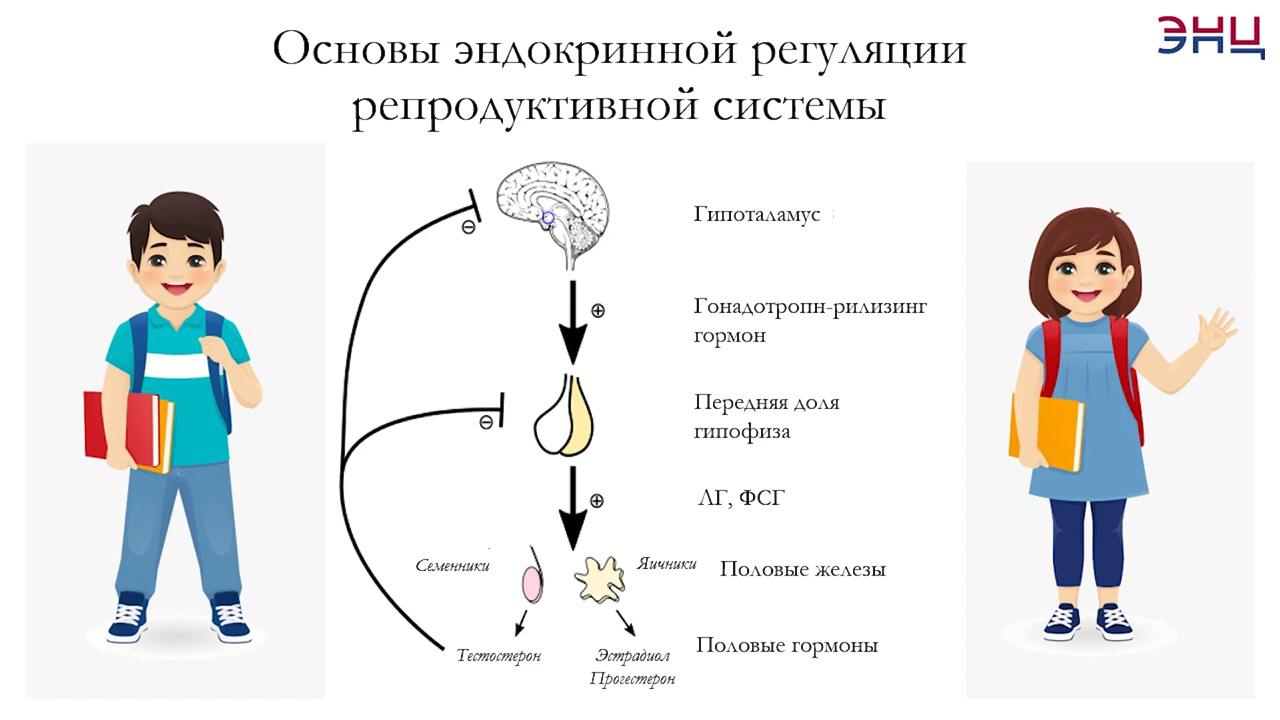 Основы эндокринной регуляции
репродуктивной системы
ЭНЦ
Гипоталамус
Гонадотропн-рилизинг
гормон
Передняя доля
гипофиза
ЛГ, ФСГ
Семенники
Яичники
Половые железы
Половые гормоны
Тестостерон
Эстрадиол
Прогестерон